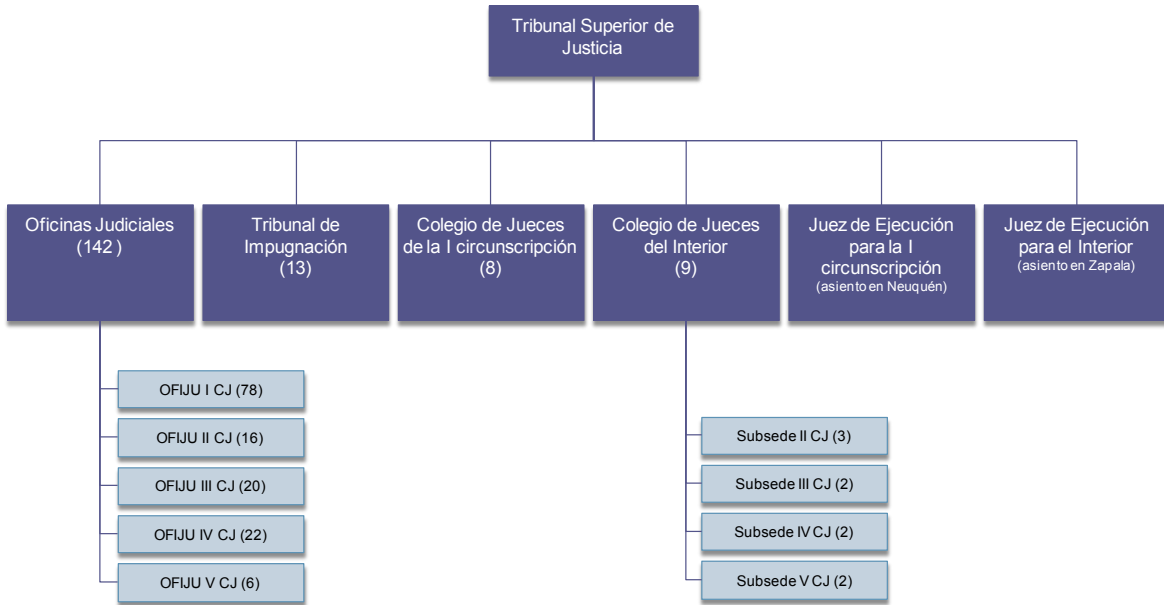 Tribunal Superior de
Justicia
Oficinas Judiciales
(142 )
Tribunal de
Impugnación
(13)
Colegio de Jueces
de la I circunscripción
(8)
Colegio de Jueces
del Interior
(9)
Juez de Ejecución
para la I
circunscripción
(asiento en Neuquén)
Juez de Ejecución
para el Interior
(asiento en Zapala)
OFIJU I CJ (78)
OFIJU II CJ (16)
OFIJU III CJ (20)
OFIJU IV CJ (22)
OFIJU V CJ (6)
Subsede II CJ (3)
Subsede III CJ (2)
Subsede IV CJ (2)
Subsede V CJ (2)